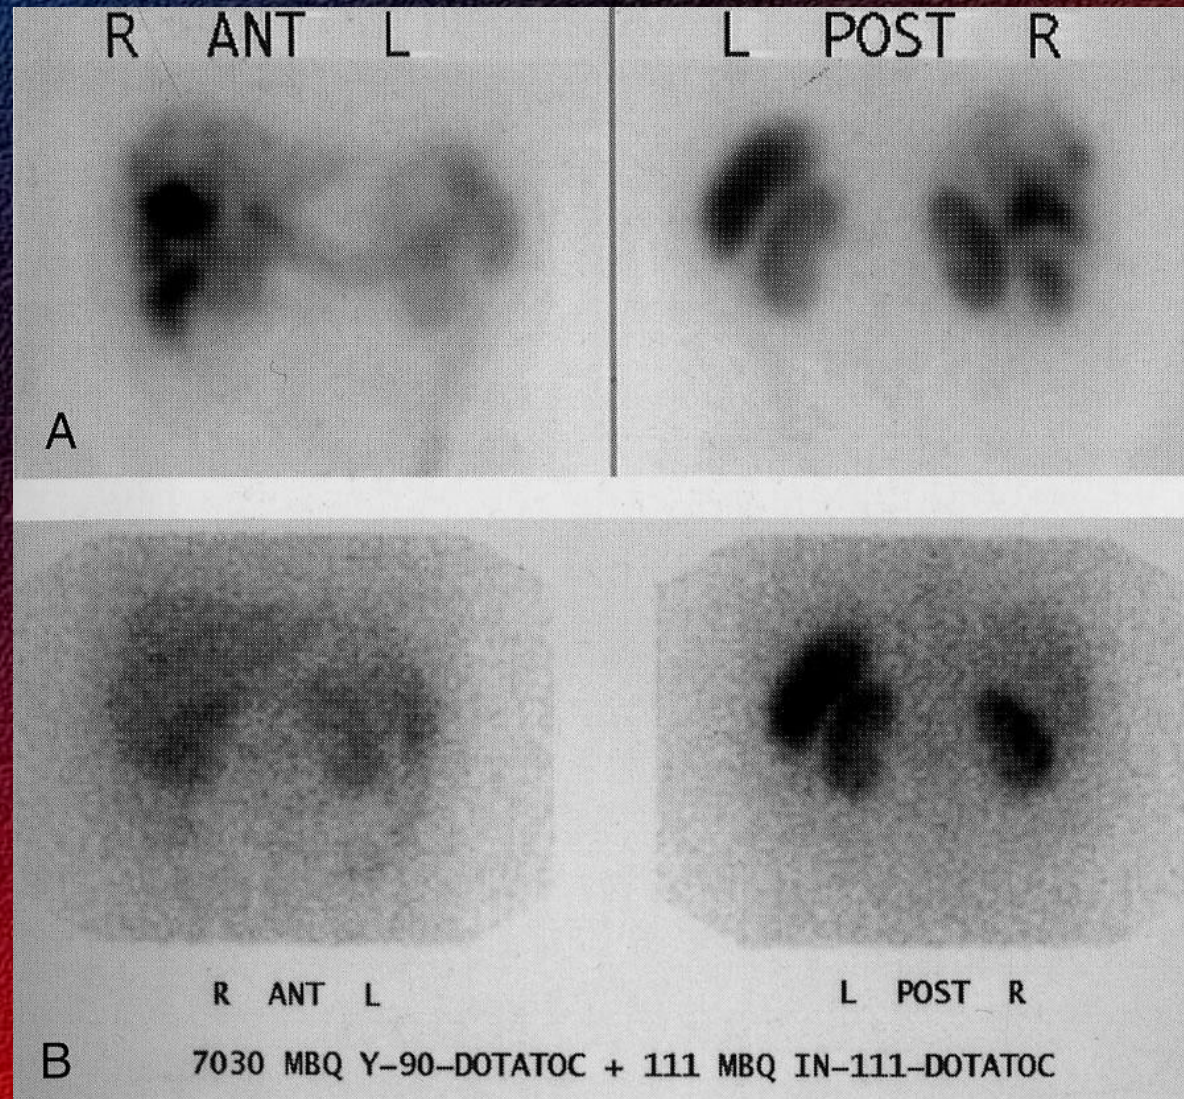 R ANT L
L POST R
A
R ANT L
L POST R
B
7030 MBQ Y-90-DOTATOC + 111 MBQ IN-111-DOTATOC